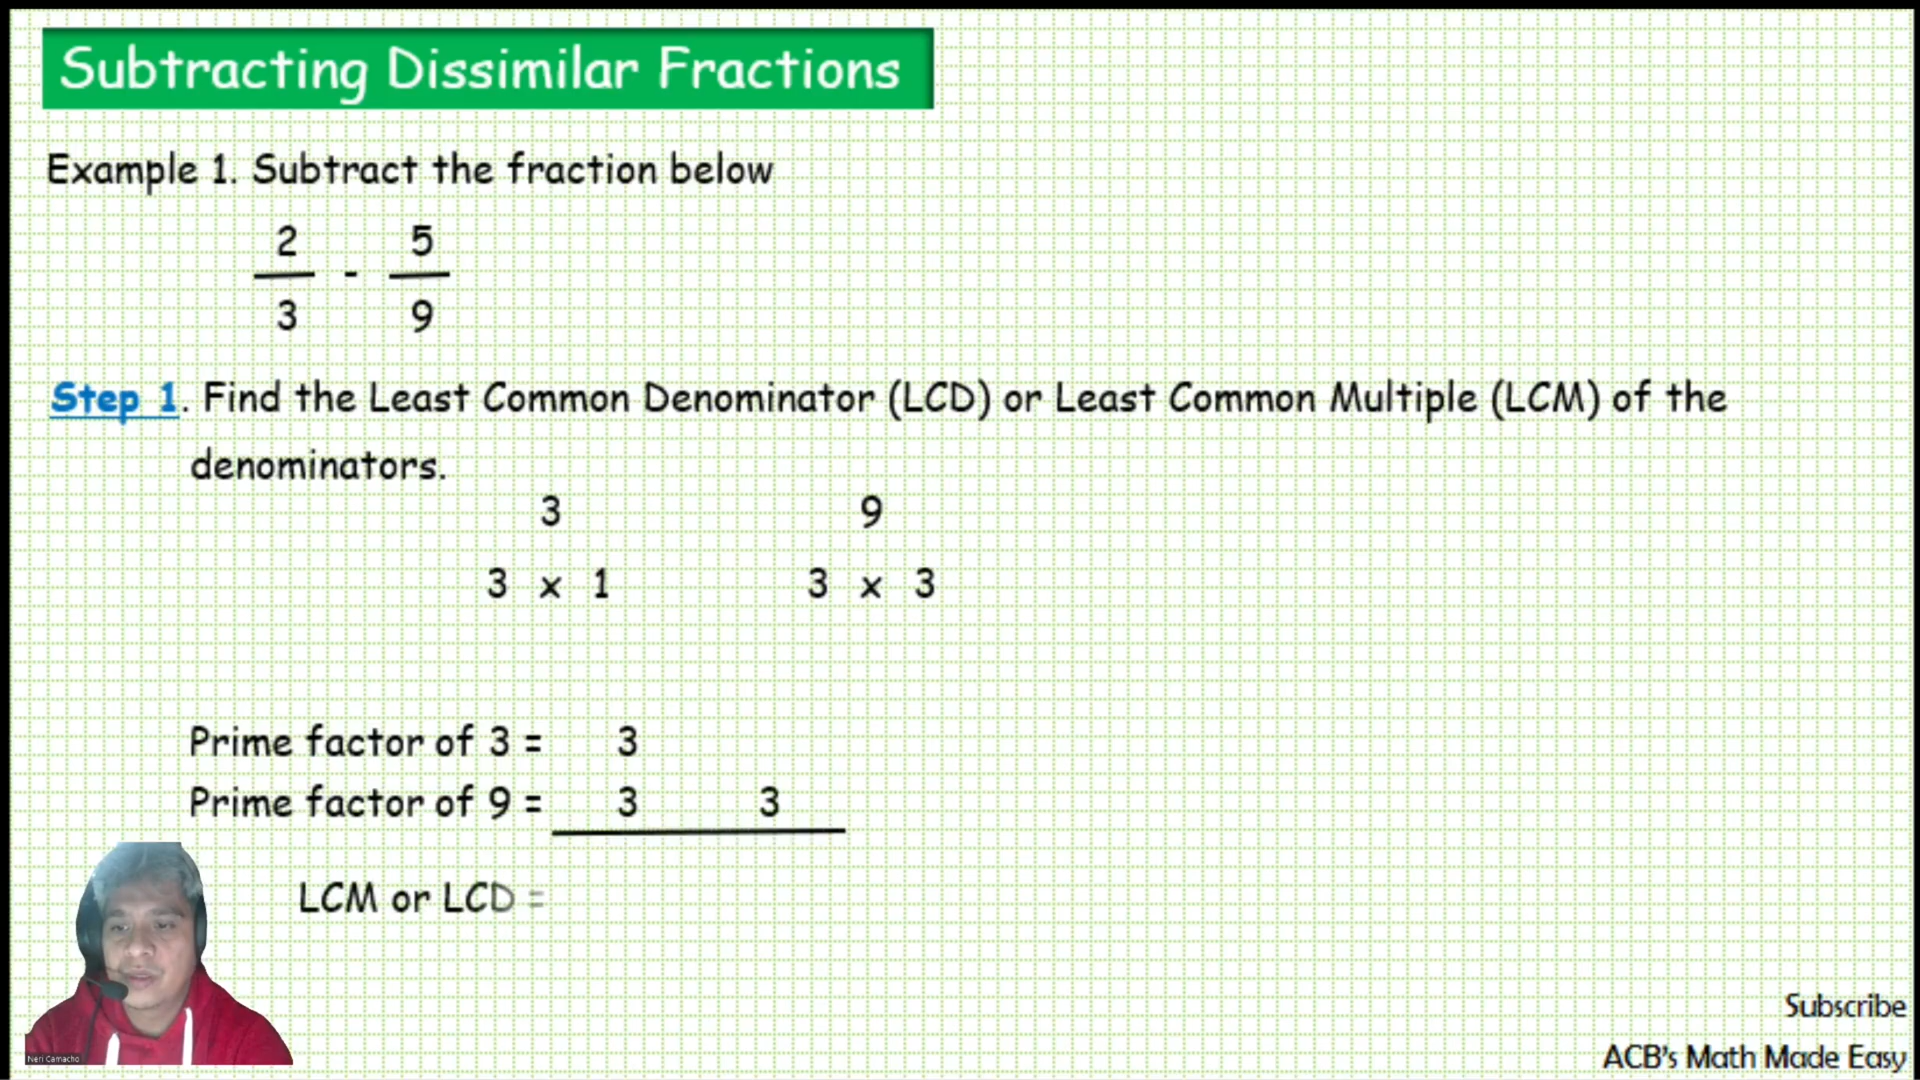 Subtracting Dissimilar Fractions
Example 1. Subtract the fraction below
2 5
-
3 9
Step 1. Find the Least Common Denominator (LCD) or Least Common Multiple (LCM) of the
denominators.
3 9
3 x 1 3 x 3
Prime factor of 3 = 3
Prime factor of 9 = 3 3
LCM or LCD =
Neri Camacho
Subscribe
ACB's Math Made Easy